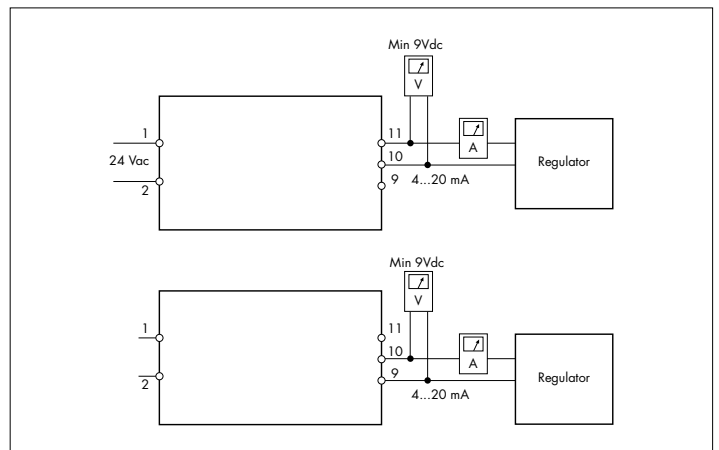 Min 9Vdc
V
1
11
A
24 Vac
10
Regulator
2
9
4...20 mA
Min 9Vdc
V
1
11
10
A
2
9
Regulator
4...20 mA